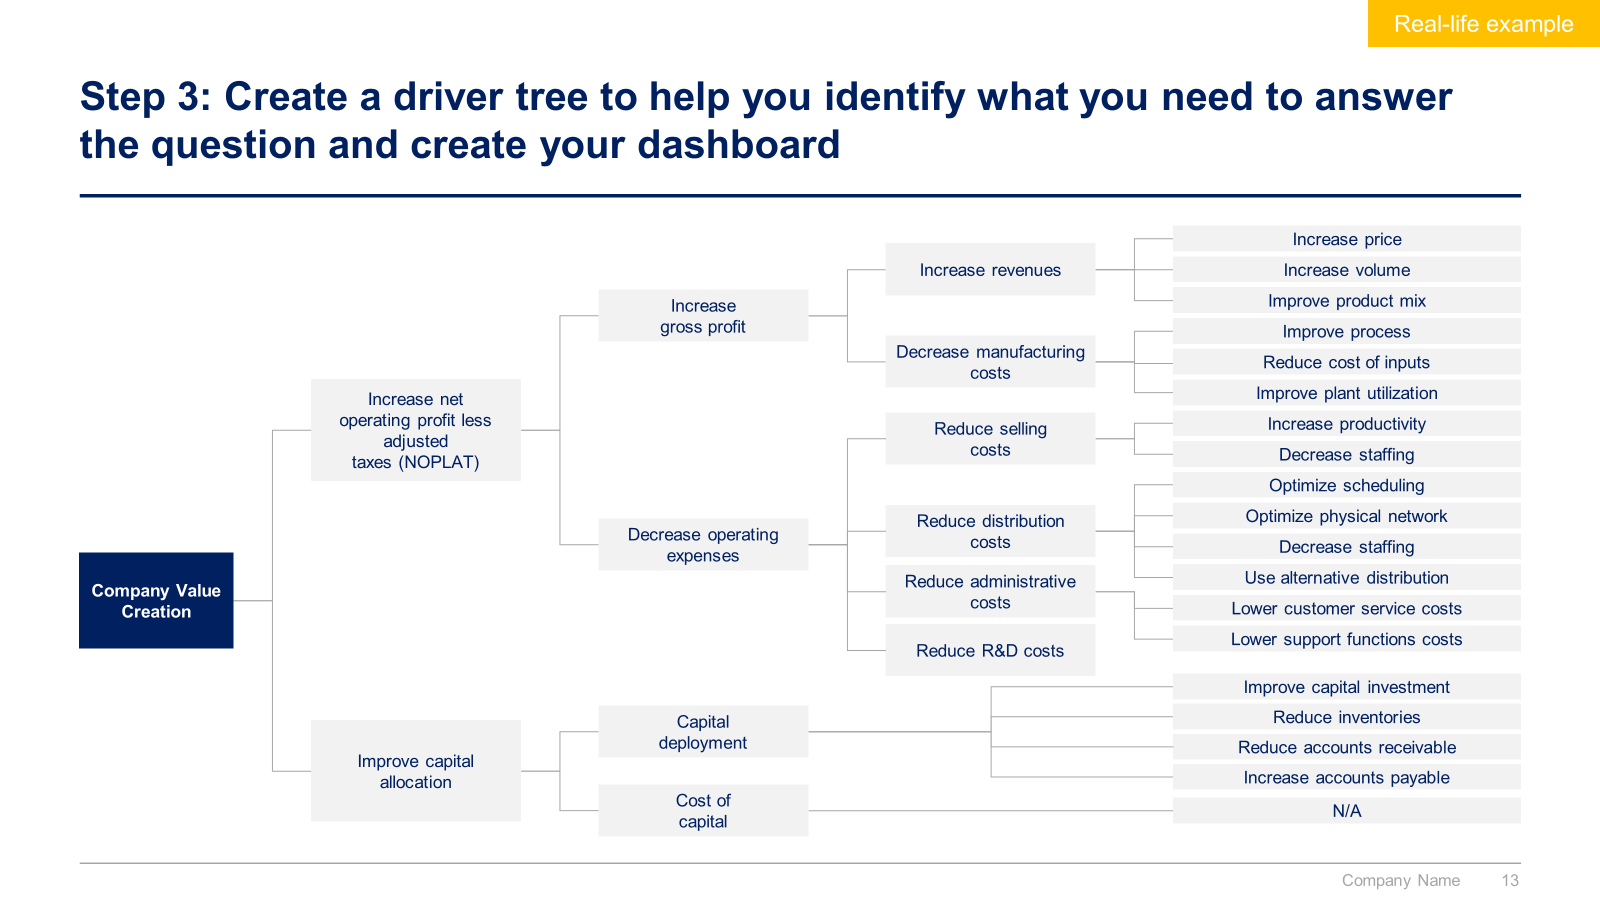 Real-life example
Step 3: Create a driver tree to help you identify what you need to answer
the question and create your dashboard
Company Value
Creation
Increase net
operating profit less
adjusted
taxes (NOPLAT)
Improve capital
allocation
Increase
gross profit
Decrease operating
expenses
Capital
deployment
Cost of
capital
Increase revenues
Decrease manufacturing
costs
Reduce selling
costs
Reduce distribution
costs
Reduce administrative
costs
Reduce R&D costs
Increase price
Increase volume
Improve product mix
Improve process
Reduce cost of inputs
Improve plant utilization
Increase productivity
Decrease staffing
Optimize scheduling
Optimize physical network
Decrease staffing
Use alternative distribution
Lower customer service costs
Lower support functions costs
Improve capital investment
Reduce inventories
Reduce accounts receivable
Increase accounts payable
N/A
Company Name 13